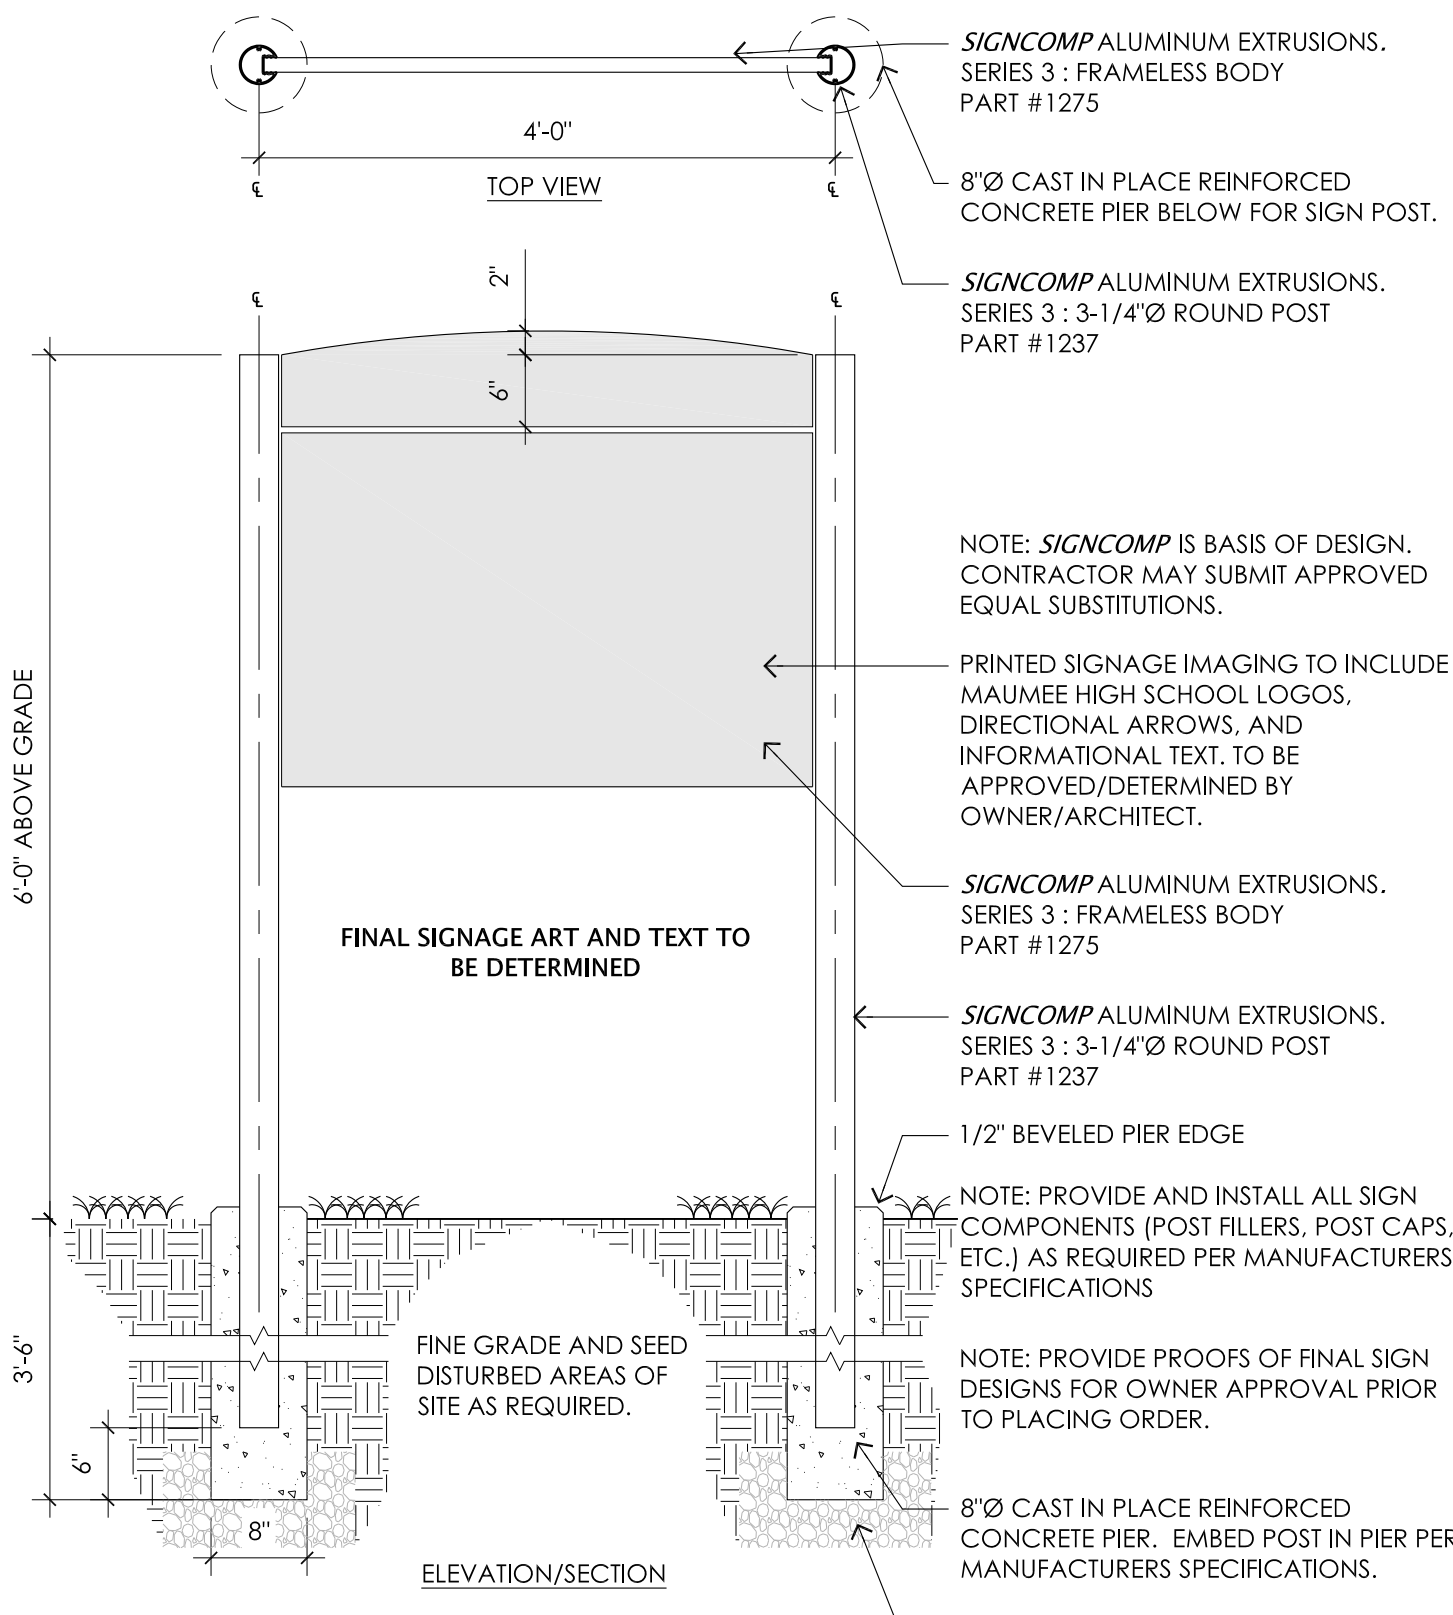 SIGNCOMP ALUMINUM EXTRUSIONS.
SERIES 3 : FRAMELESS BODY
PART #1275
4'-0"
℄
℄
TOP VIEW
8"Ø CAST IN PLACE REINFORCED
CONCRETE PIER BELOW FOR SIGN POST.
2"
SIGNCOMP ALUMINUM EXTRUSIONS.
SERIES 3 : 3-1/4"Ø ROUND POST
PART #1237
℄
℄
6"
NOTE: SIGNCOMP IS BASIS OF DESIGN.
CONTRACTOR MAY SUBMIT APPROVED
EQUAL SUBSTITUTIONS.
PRINTED SIGNAGE IMAGING TO INCLUDE
MAUMEE HIGH SCHOOL LOGOS,
DIRECTIONAL ARROWS, AND
INFORMATIONAL TEXT. TO BE
APPROVED/DETERMINED BY
OWNER/ARCHITECT.
6'-0" ABOVE GRADE
SIGNCOMP ALUMINUM EXTRUSIONS.
SERIES 3 : FRAMELESS BODY
PART #1275
FINAL SIGNAGE ART AND TEXT TO
BE DETERMINED
SIGNCOMP ALUMINUM EXTRUSIONS.
SERIES 3 : 3-1/4"Ø ROUND POST
PART #1237
1/2" BEVELED PIER EDGE
NOTE: PROVIDE AND INSTALL ALL SIGN
COMPONENTS (POST FILLERS, POST CAPS,
ETC.) AS REQUIRED PER MANUFACTURERS
SPECIFICATIONS
3'-6"
FINE GRADE AND SEED
DISTURBED AREAS OF
SITE AS REQUIRED.
NOTE: PROVIDE PROOFS OF FINAL SIGN
DESIGNS FOR OWNER APPROVAL PRIOR
TO PLACING ORDER.
6"
8"
8"Ø CAST IN PLACE REINFORCED
CONCRETE PIER. EMBED POST IN PIER PER
MANUFACTURERS SPECIFICATIONS.
ELEVATION/SECTION